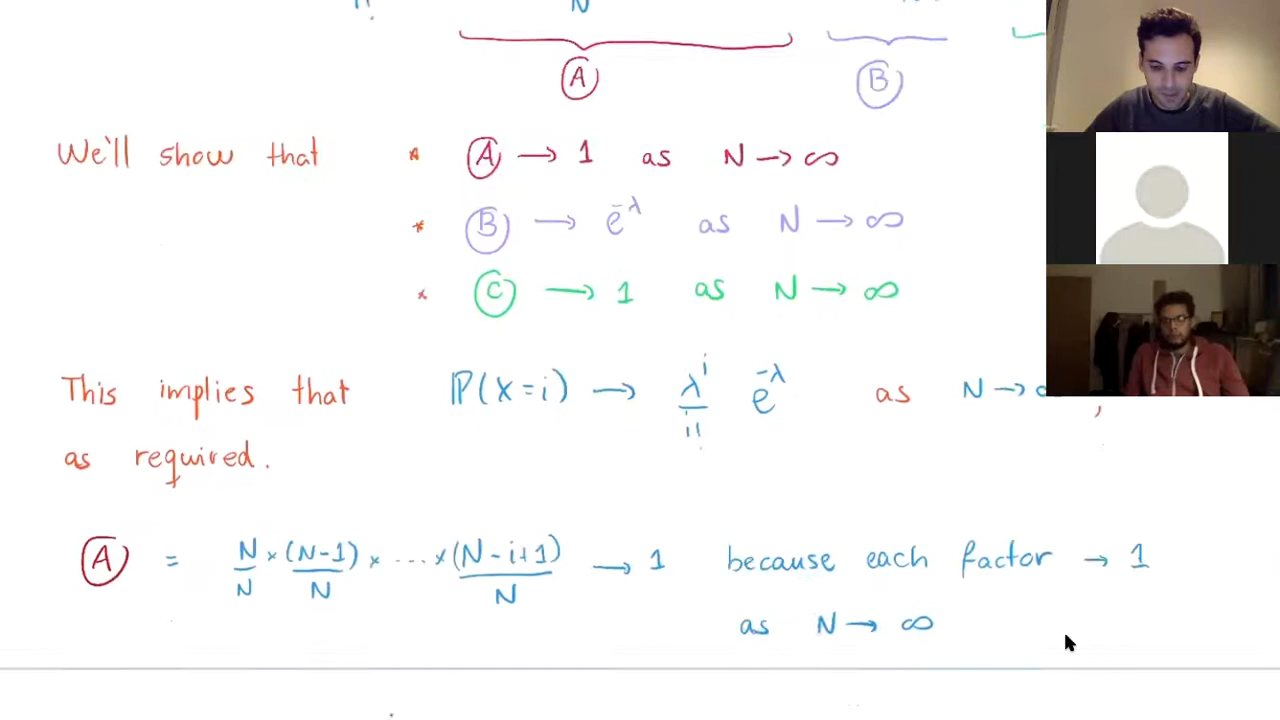 N
A B
We'll show that * A → 1 as N → ∞
* B → e^{-λ} as N → ∞
* C → 1 as N → ∞
This implies that P(X=i) → λ^i/i! e^{-λ} as N →
as required.
A = N/N × (N-1)/N × ... × (N-i+1)/N → 1 because each factor → 1
as N → ∞